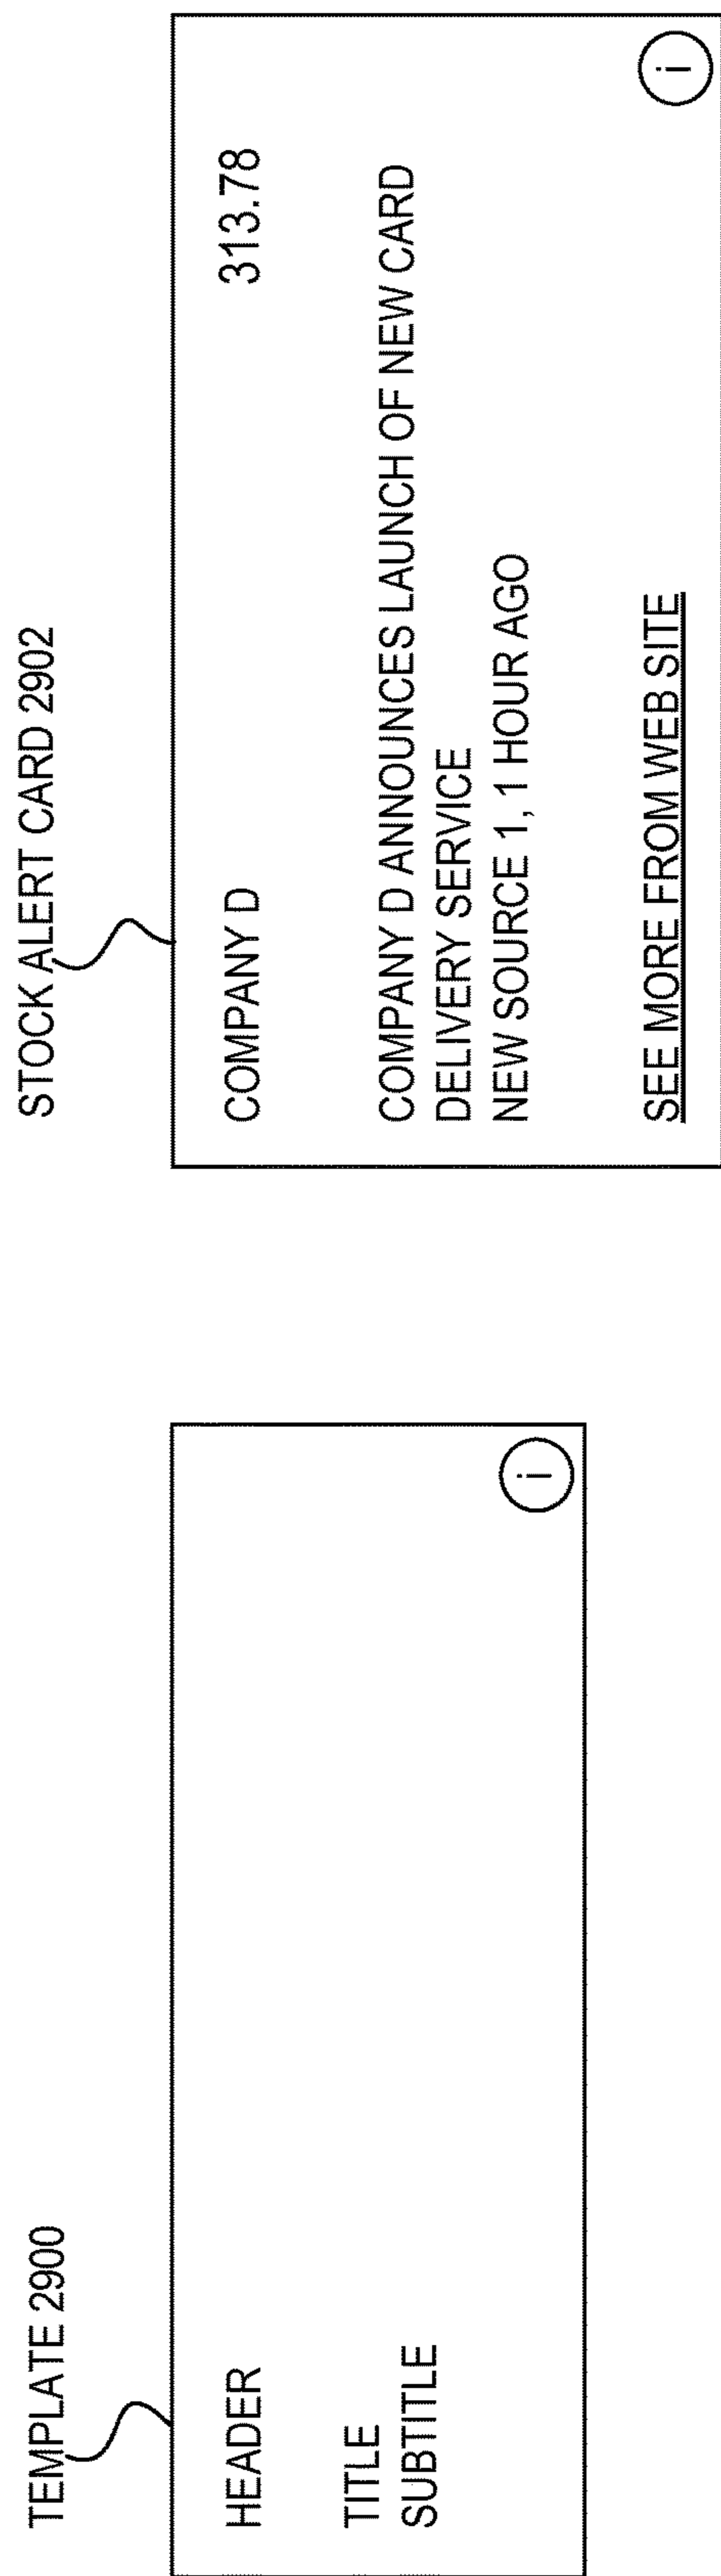 TEMPLATE 2900
HEADER
TITLE
SUBTITLE
i
STOCK ALERT CARD 2902
COMPANY D 313.78
COMPANY D ANNOUNCES LAUNCH OF NEW CARD
DELIVERY SERVICE
NEW SOURCE 1, 1 HOUR AGO
SEE MORE FROM WEB SITE
i